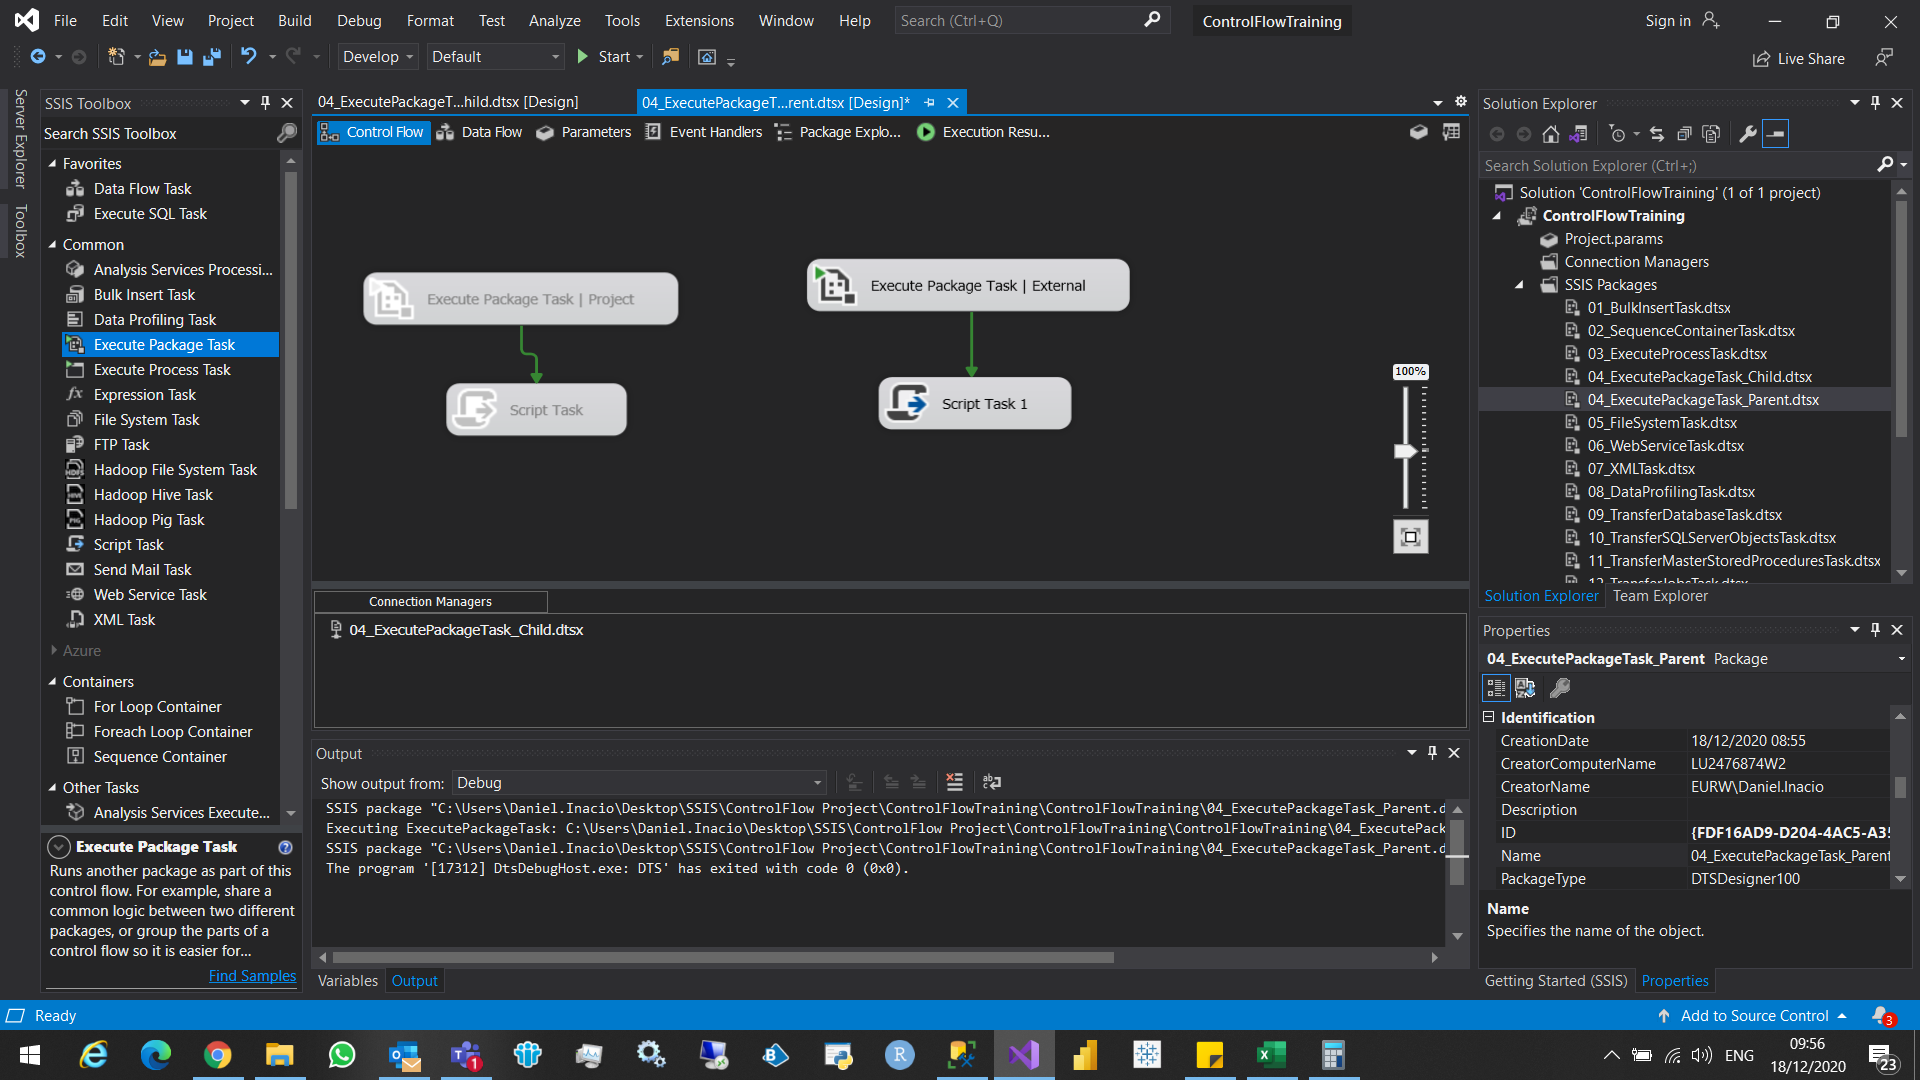 File Edit View Project Build Debug Format Test Analyze Tools Extensions Window Help Search (Ctrl+Q) ControlFlowTraining Sign in
Develop Default Start Live Share
Server Explorer
Toolbox
SSIS Toolbox
Search SSIS Toolbox
Favorites
Data Flow Task
Execute SQL Task
Common
Analysis Services Processi...
Bulk Insert Task
Data Profiling Task
Execute Package Task
Execute Process Task
Expression Task
File System Task
FTP Task
Hadoop File System Task
Hadoop Hive Task
Hadoop Pig Task
Script Task
Send Mail Task
Web Service Task
XML Task
Azure
Containers
For Loop Container
Foreach Loop Container
Sequence Container
Other Tasks
Analysis Services Execute...
Execute Package Task
Runs another package as part of this
control flow. For example, share a
common logic between two different
packages, or group the parts of a
control flow so it is easier for...
Find Samples
04_ExecutePackageT...hild.dtsx [Design] 04_ExecutePackageT...rent.dtsx [Design]*
Control Flow Data Flow Parameters Event Handlers Package Explo... Execution Resu...
Execute Package Task | Project
Script Task
Execute Package Task | External
Script Task 1
100%
Connection Managers
04_ExecutePackageTask_Child.dtsx
Output
Show output from: Debug
SSIS package "C:\Users\Daniel.Inacio\Desktop\SSIS\ControlFlow Project\ControlFlowTraining\ControlFlowTraining\04_ExecutePackageTask_Parent.d
Executing ExecutePackageTask: C:\Users\Daniel.Inacio\Desktop\SSIS\ControlFlow Project\ControlFlowTraining\ControlFlowTraining\04_ExecutePack
SSIS package "C:\Users\Daniel.Inacio\Desktop\SSIS\ControlFlow Project\ControlFlowTraining\ControlFlowTraining\04_ExecutePackageTask_Parent.d
The program '[17312] DtsDebugHost.exe: DTS' has exited with code 0 (0x0).
Variables Output
Solution Explorer
Search Solution Explorer (Ctrl+;)
Solution 'ControlFlowTraining' (1 of 1 project)
ControlFlowTraining
Project.params
Connection Managers
SSIS Packages
01_BulkInsertTask.dtsx
02_SequenceContainerTask.dtsx
03_ExecuteProcessTask.dtsx
04_ExecutePackageTask_Child.dtsx
04_ExecutePackageTask_Parent.dtsx
05_FileSystemTask.dtsx
06_WebServiceTask.dtsx
07_XMLTask.dtsx
08_DataProfilingTask.dtsx
09_TransferDatabaseTask.dtsx
10_TransferSQLServerObjectsTask.dtsx
11_TransferMasterStoredProceduresTask.dtsx
12_TransferJobsTask.dtsx
Solution Explorer Team Explorer
Properties
04_ExecutePackageTask_Parent Package
Identification
CreationDate 18/12/2020 08:55
CreatorComputerName LU2476874W2
CreatorName EURW\Daniel.Inacio
Description
ID {FDF16AD9-D204-4AC5-A35
Name 04_ExecutePackageTask_Parent
PackageType DTSDesigner100
Name
Specifies the name of the object.
Getting Started (SSIS) Properties
Ready Add to Source Control 3
1 ENG 09:56
18/12/2020 23